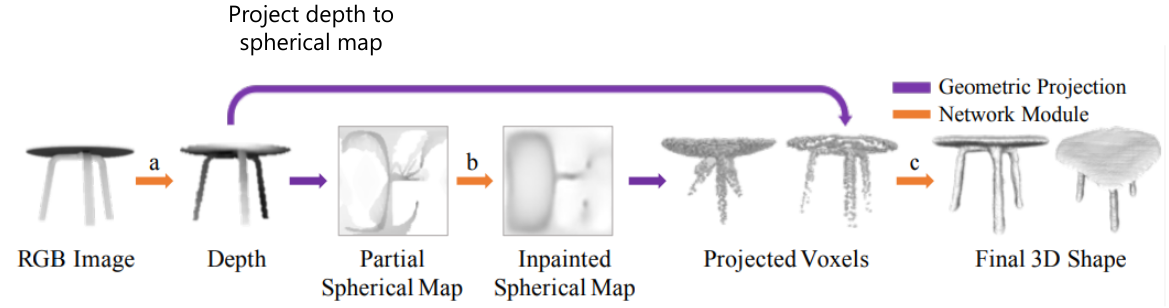 Project depth to
spherical map
Geometric Projection
Network Module
a
b
c
RGB Image
Depth
Partial
Spherical Map
Inpainted
Spherical Map
Projected Voxels
Final 3D Shape